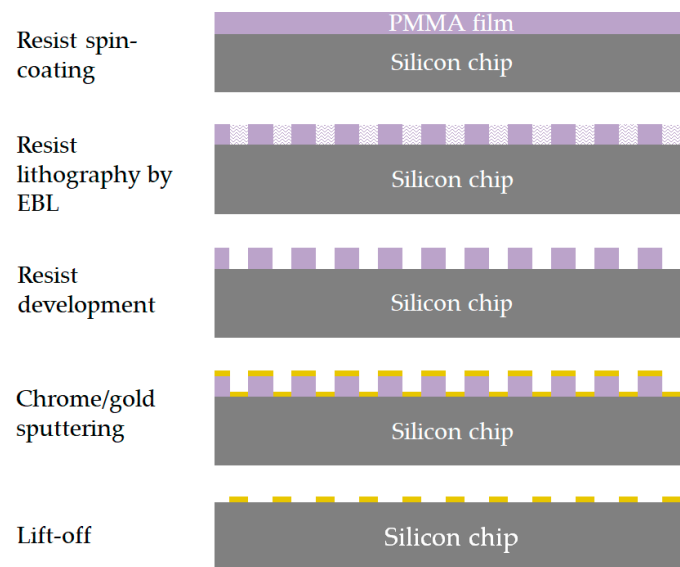 PMMA film
Resist spin-
coating
Silicon chip
Resist
lithography by
EBL
Silicon chip
Resist
development
Silicon chip
Chrome/gold
sputtering
Silicon chip
Lift-off
Silicon chip